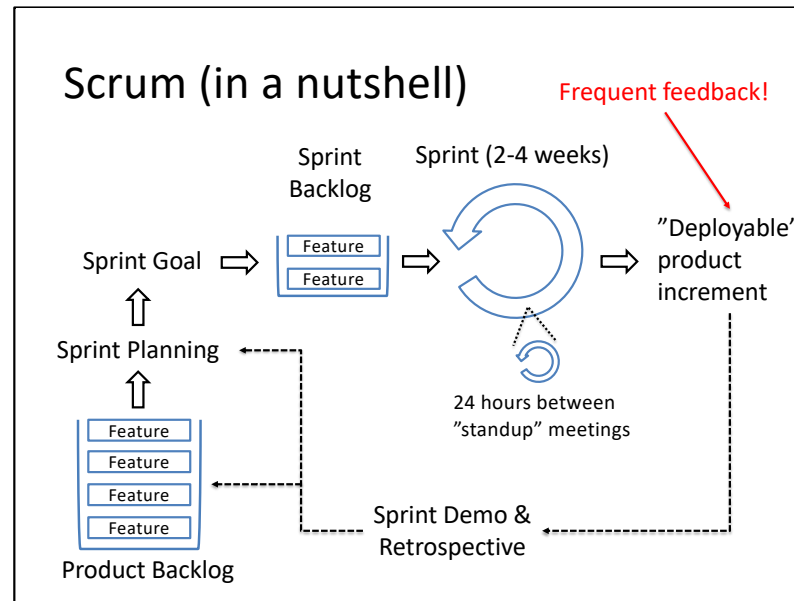 Scrum (in a nutshell)
Frequent feedback!
Sprint
Backlog
Sprint (2-4 weeks)
Feature
Feature
Sprint Goal
”Deployable”
product
increment
Sprint Planning
24 hours between
”standup” meetings
Feature
Feature
Feature
Feature
Product Backlog
Sprint Demo &
Retrospective